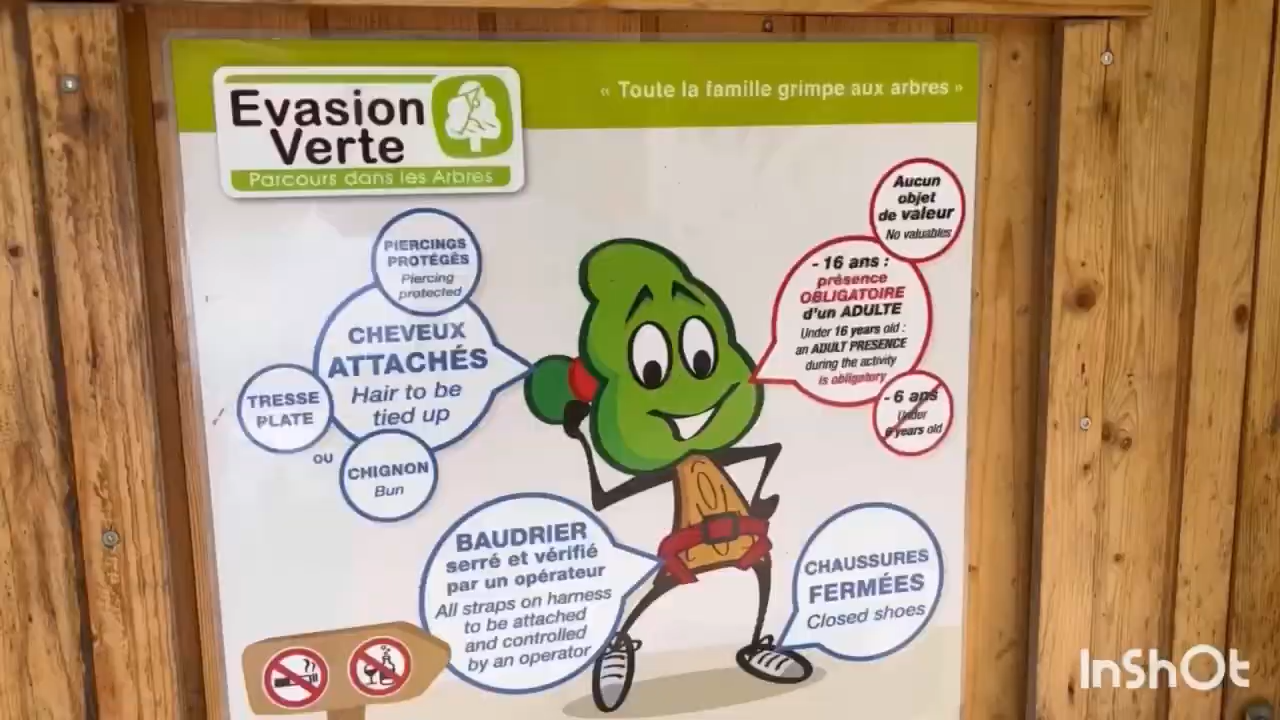 Evasion
Verte
Parcours dans les Arbres
« Toute la famille grimpe aux arbres »
PIERCINGS
PROTÉGÉS
Piercing
protected
CHEVEUX
ATTACHÉS
Hair to be
tied up
TRESSE
PLATE
OU
CHIGNON
Bun
Aucun
objet
de valeur
No valuables
- 16 ans :
présence
OBLIGATOIRE
d'un ADULTE
Under 16 years old :
an ADULT PRESENCE
during the activity
is obligatory
- 6 ans
Under
6 years old
BAUDRIER
serré et vérifié
par un opérateur
All straps on harness
to be attached
and controlled
by an operator
CHAUSSURES
FERMÉES
Closed shoes
InShOt